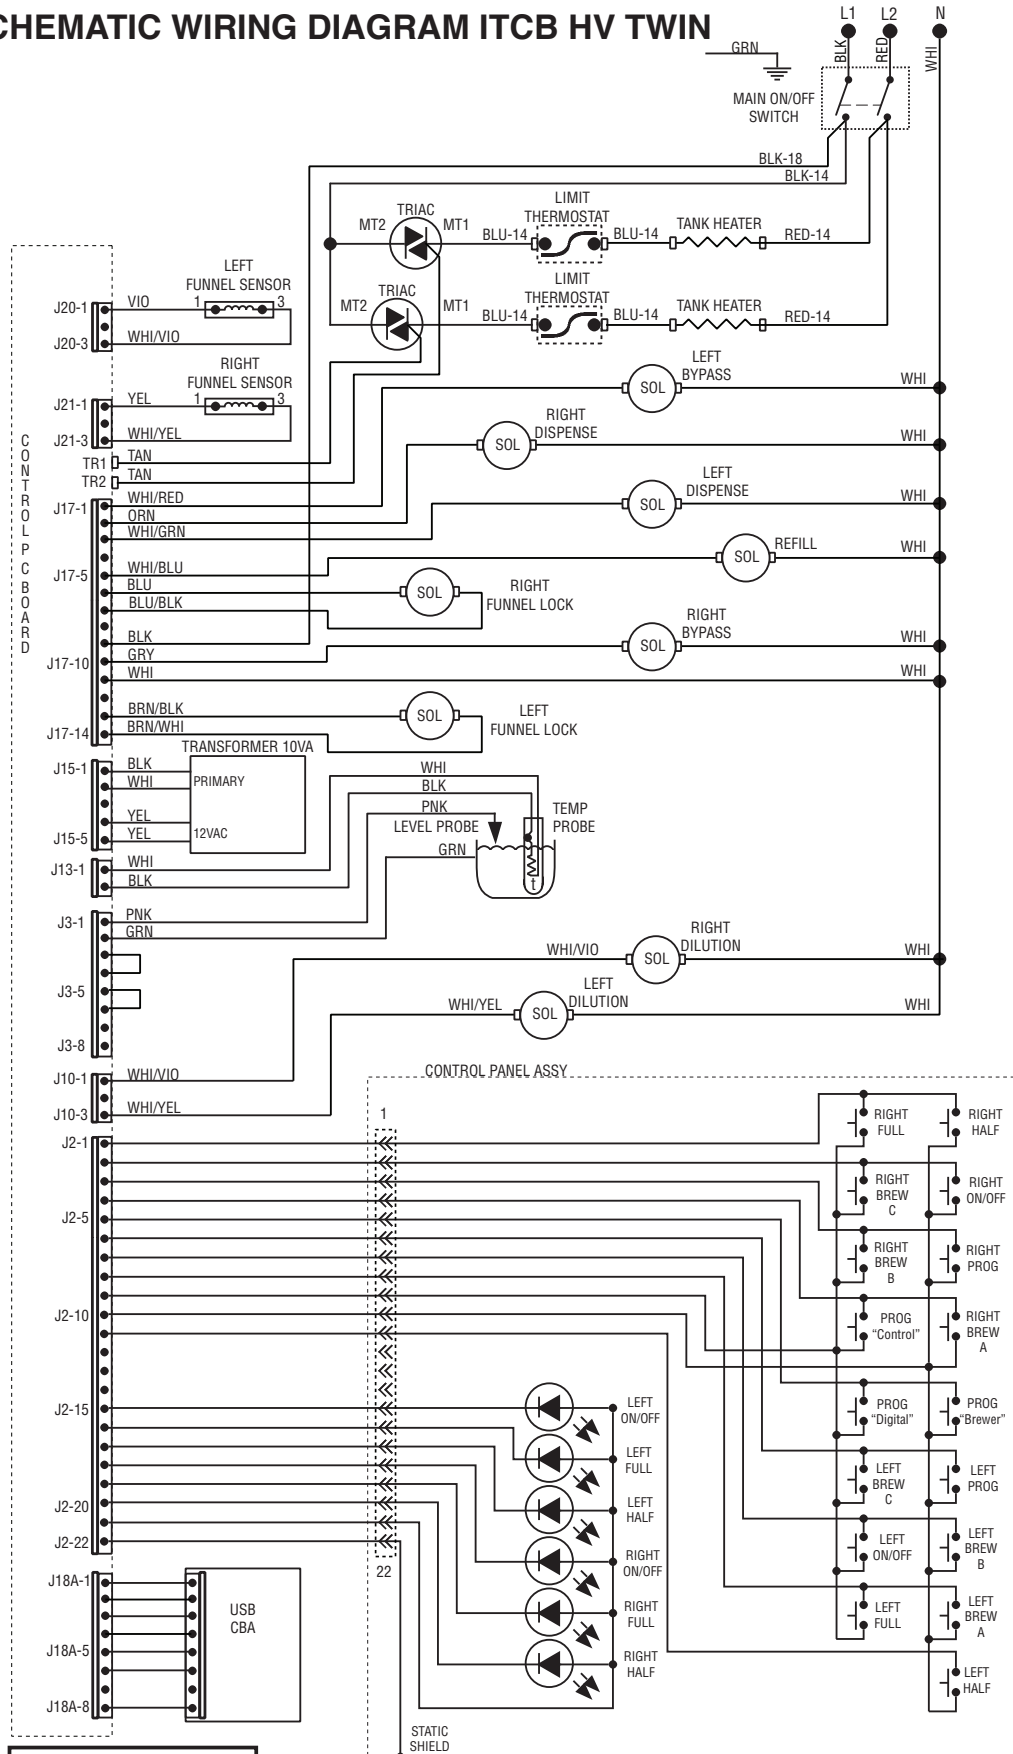 CHEMATIC WIRING DIAGRAM ITCB HV TWIN
L1
L2
N
GRN
BLK
RED
WHI
MAIN ON/OFF
SWITCH
BLK-18
BLK-14
TRIAC
MT2
MT1
BLU-14
LIMIT
THERMOSTAT
BLU-14
TANK HEATER
RED-14
TRIAC
MT2
MT1
BLU-14
LIMIT
THERMOSTAT
BLU-14
TANK HEATER
RED-14
CONTROL PC BOARD
LEFT
FUNNEL SENSOR
J20-1
VIO
1
3
J20-3
WHI/VIO
RIGHT
FUNNEL SENSOR
J21-1
YEL
1
3
J21-3
WHI/YEL
TR1
TAN
TR2
TAN
SOL
LEFT
BYPASS
WHI
SOL
RIGHT
DISPENSE
WHI
SOL
LEFT
DISPENSE
WHI
J17-1
WHI/RED
ORN
WHI/GRN
J17-5
WHI/BLU
SOL
REFILL
WHI
BLU
BLU/BLK
SOL
RIGHT
FUNNEL LOCK
BLK
SOL
RIGHT
BYPASS
WHI
J17-10
GRY
WHI
WHI
BRN/BLK
SOL
LEFT
FUNNEL LOCK
J17-14
BRN/WHI
TRANSFORMER 10VA
J15-1
BLK
WHI
PRIMARY
YEL
J15-5
YEL
12VAC
WHI
BLK
PNK
LEVEL PROBE
GRN
TEMP
PROBE
t
J13-1
WHI
BLK
J3-1
PNK
GRN
J3-5
J3-8
WHI/VIO
SOL
RIGHT
DILUTION
WHI
WHI/YEL
SOL
LEFT
DILUTION
WHI
J10-1
WHI/VIO
J10-3
WHI/YEL
CONTROL PANEL ASSY
1
22
J2-1
J2-5
J2-10
J2-15
J2-20
J2-22
RIGHT
FULL
RIGHT
HALF
RIGHT
BREW
C
RIGHT
ON/OFF
RIGHT
BREW
B
RIGHT
PROG
PROG
“Control”
RIGHT
BREW
A
PROG
“Digital”
PROG
“Brewer”
LEFT
BREW
C
LEFT
PROG
LEFT
ON/OFF
LEFT
BREW
B
LEFT
FULL
LEFT
BREW
A
LEFT
HALF
LEFT
ON/OFF
LEFT
FULL
LEFT
HALF
RIGHT
ON/OFF
RIGHT
FULL
RIGHT
HALF
J18A-1
J18A-5
J18A-8
USB
CBA
STATIC
SHIELD